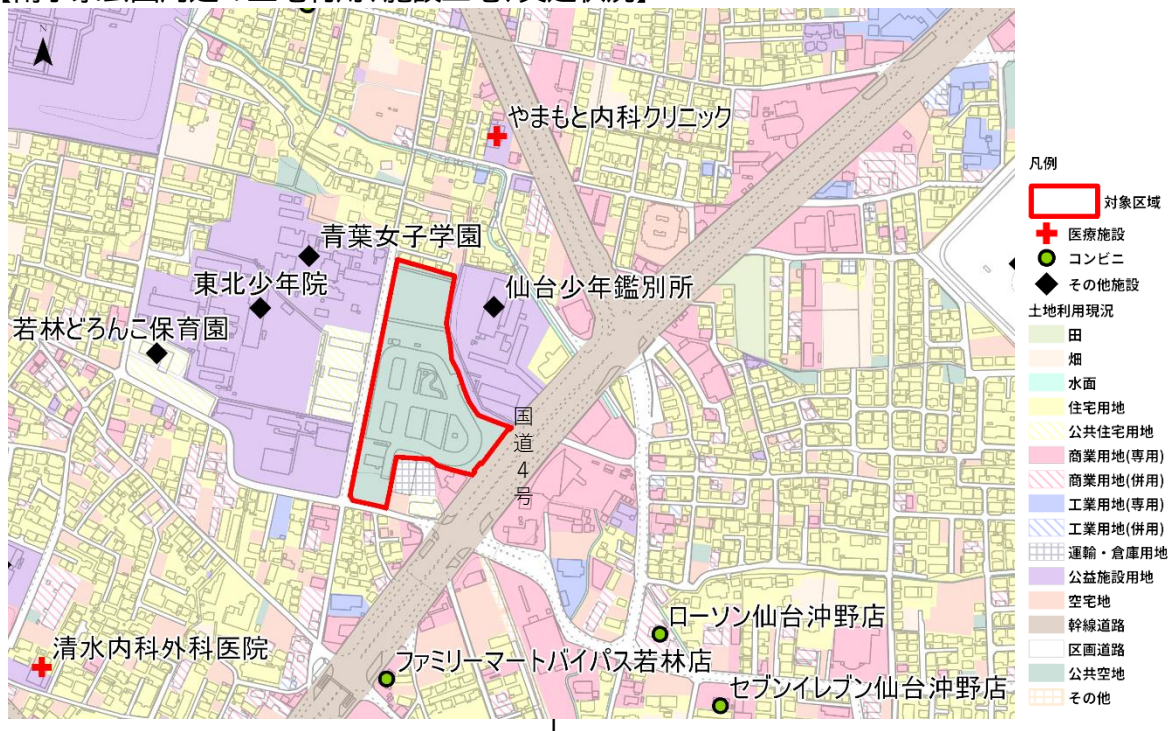 やまもと内科クリニック
青葉女子学園
東北少年院
仙台少年鑑別所
若林どろんこ保育園
国道4号
ローソン仙台沖野店
清水内科外科医院
ファミリーマートバイパス若林店
セブンイレブン仙台沖野店
凡例
対象区域
医療施設
コンビニ
その他施設
土地利用現況
田
畑
水面
住宅用地
公共住宅用地
商業用地(専用)
商業用地(併用)
工業用地(専用)
工業用地(併用)
運輸・倉庫用地
公益施設用地
空宅地
幹線道路
区画道路
公共空地
その他